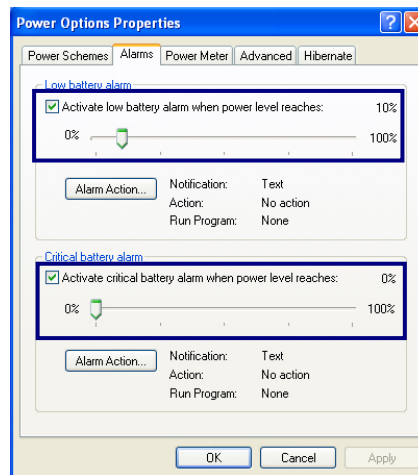 Power Options Properties
Power Schemes Alarms Power Meter Advanced Hibernate
Low battery alarm
Activate low battery alarm when power level reaches: 10%
0% 100%
Alarm Action... Notification: Text
Action: No action
Run Program: None
Critical battery alarm
Activate critical battery alarm when power level reaches: 0%
0% 100%
Alarm Action... Notification: Text
Action: No action
Run Program: None
OK Cancel Apply